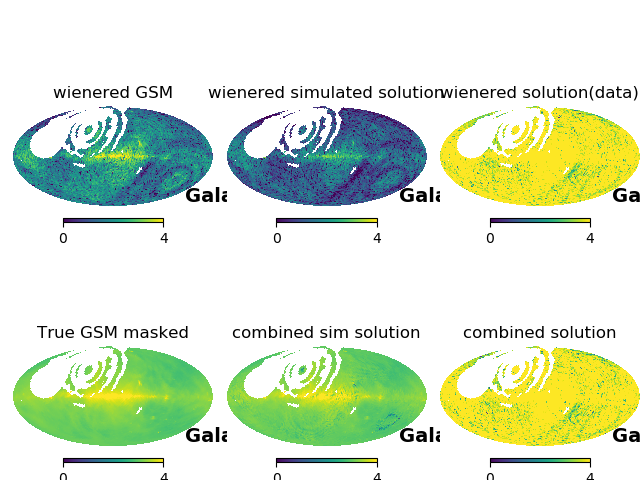 wienered GSM
wienered simulated solution
wienered solution(data)
Gala
Gala
Ga
0 4
0 4
0 4
True GSM masked
combined sim solution
combined solution
Gala
Gala
Ga
0 4
0 4
0 4